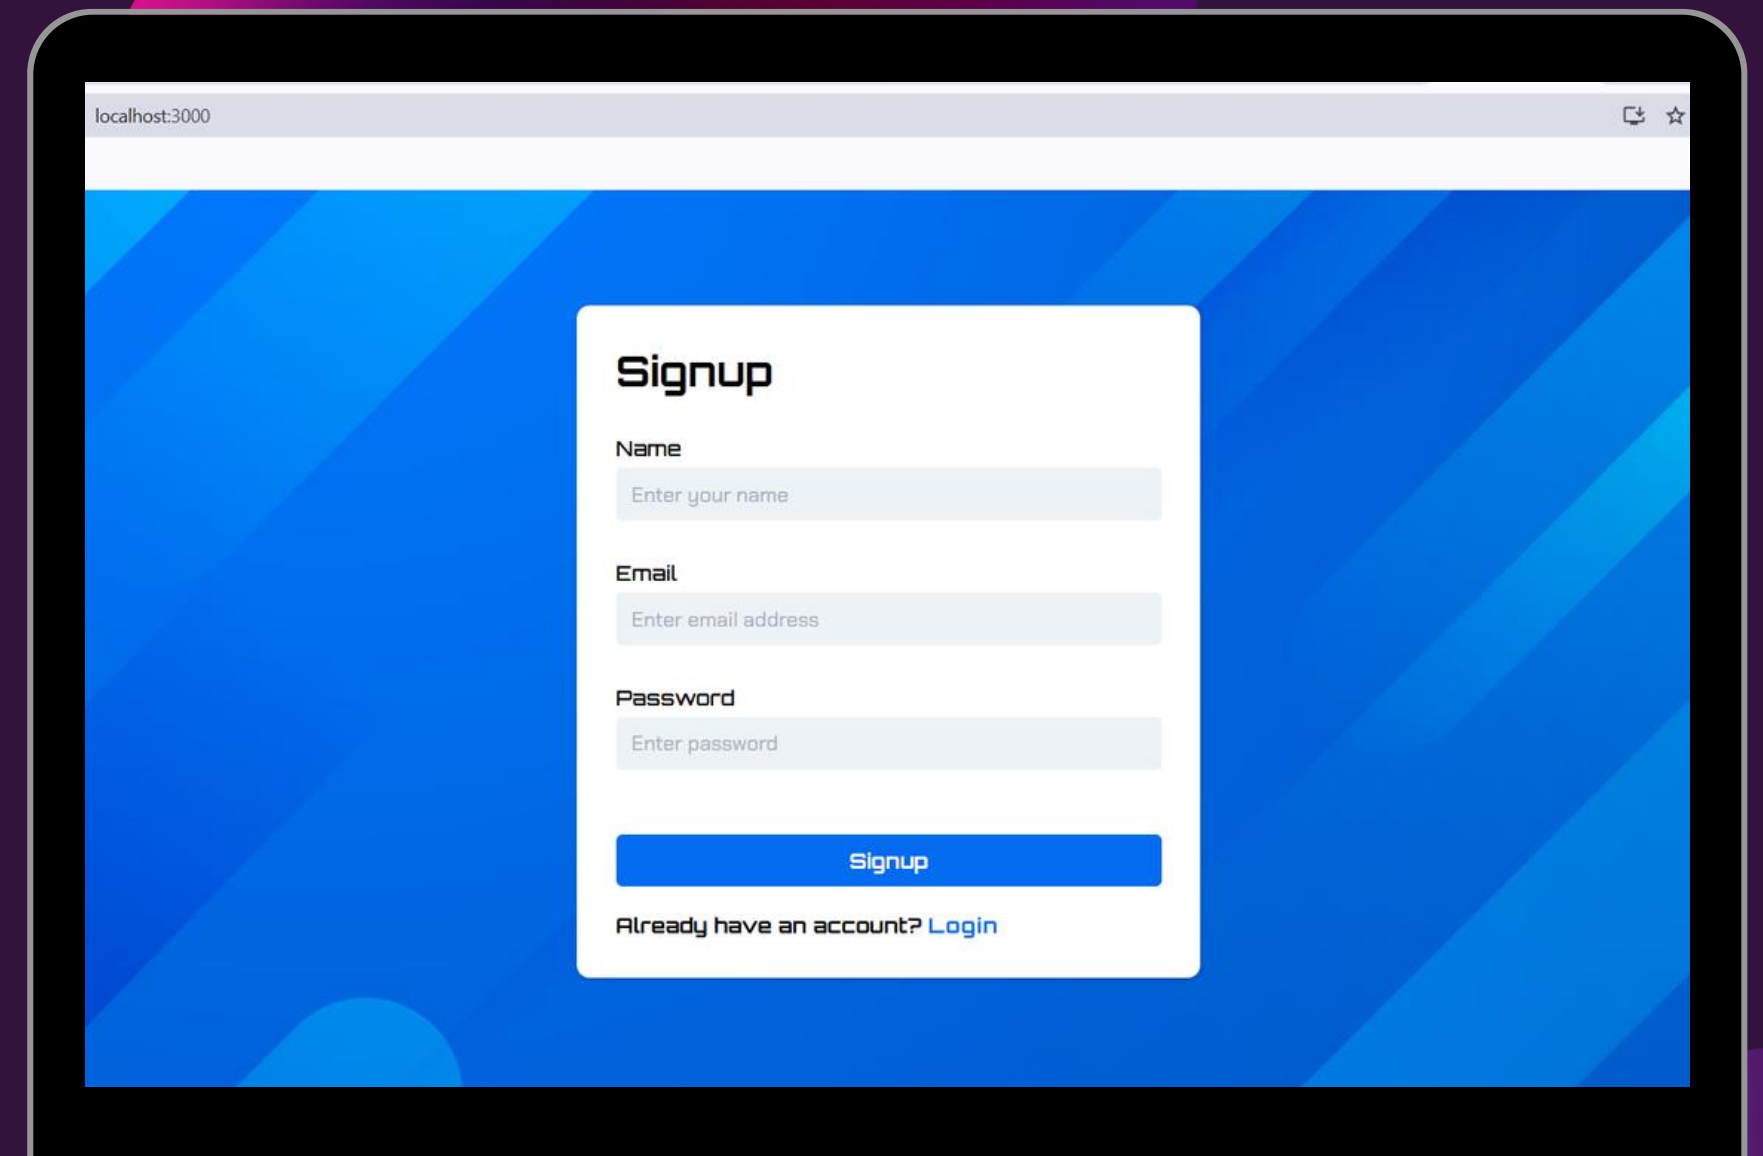 localhost:3000
Signup
Name
Enter your name
Email
Enter email address
Password
Enter password
Signup
Already have an account? Login